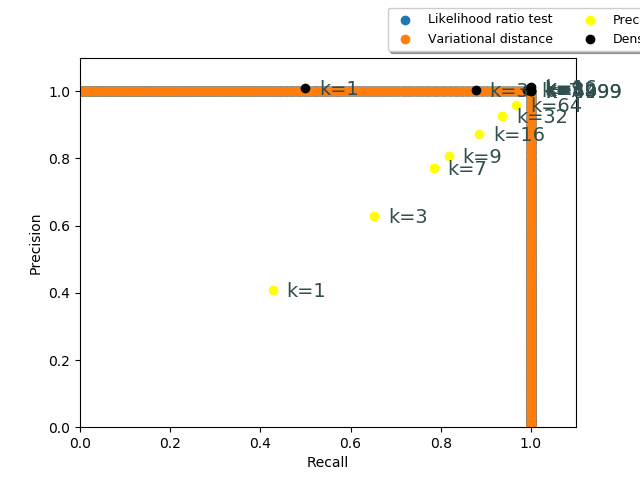 Likelihood ratio test
Variational distance
Prec
Dens
Precision
1.0
0.8
0.6
0.4
0.2
0.0
k=1
k=3
k=64
k=32
k=16
k=9
k=7
k=3
k=1
0.0
0.2
0.4
0.6
0.8
1.0
Recall